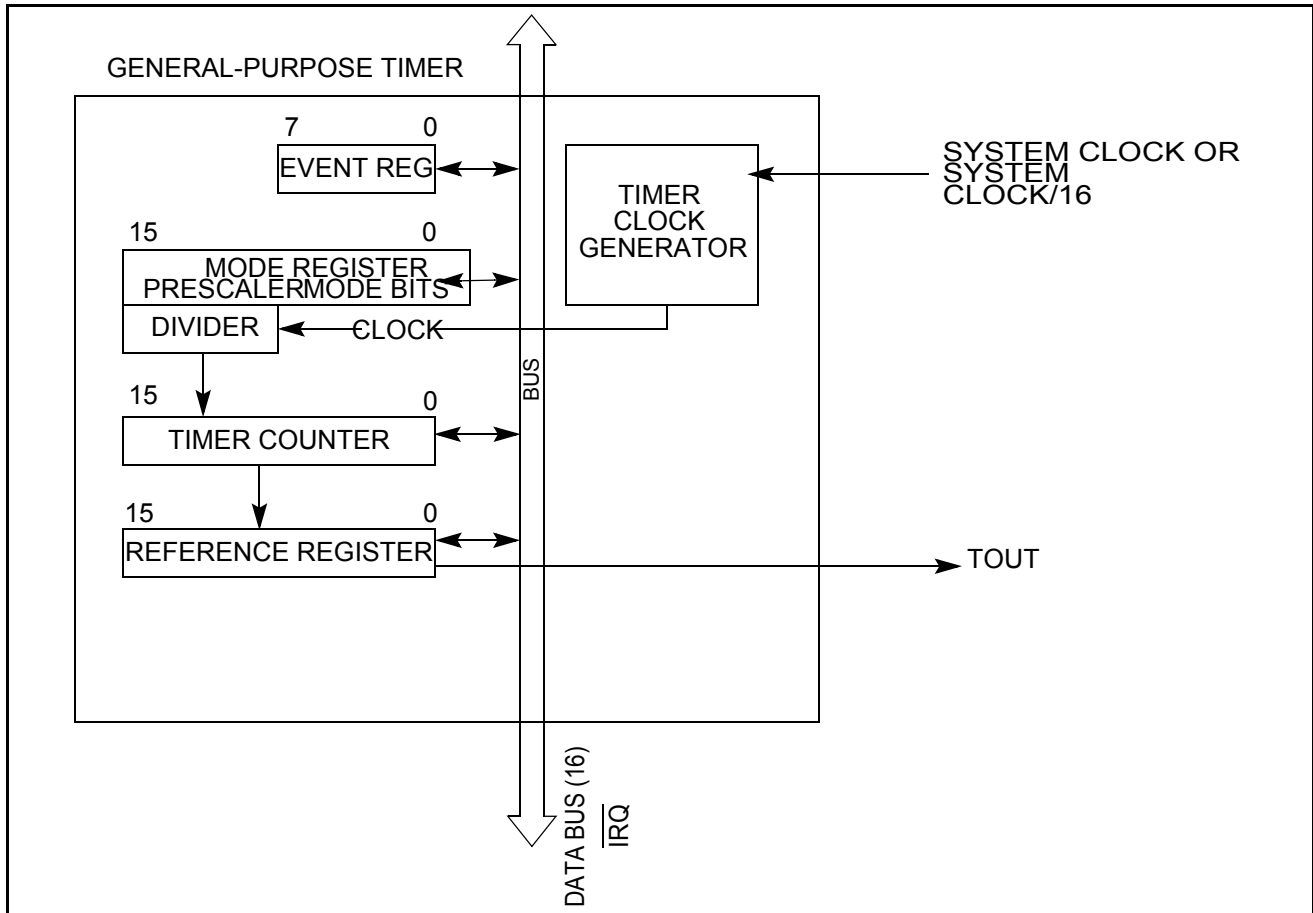 GENERAL-PURPOSE TIMER
7 0
EVENT REG
SYSTEM CLOCK OR
SYSTEM
CLOCK/16
TIMER
CLOCK
GENERATOR
15 0
MODE REGISTER
PRESCALERMODE BITS
DIVIDER
CLOCK
BUS
15 0
TIMER COUNTER
15 0
REFERENCE REGISTER
TOUT
DATA BUS (16)
IRQ